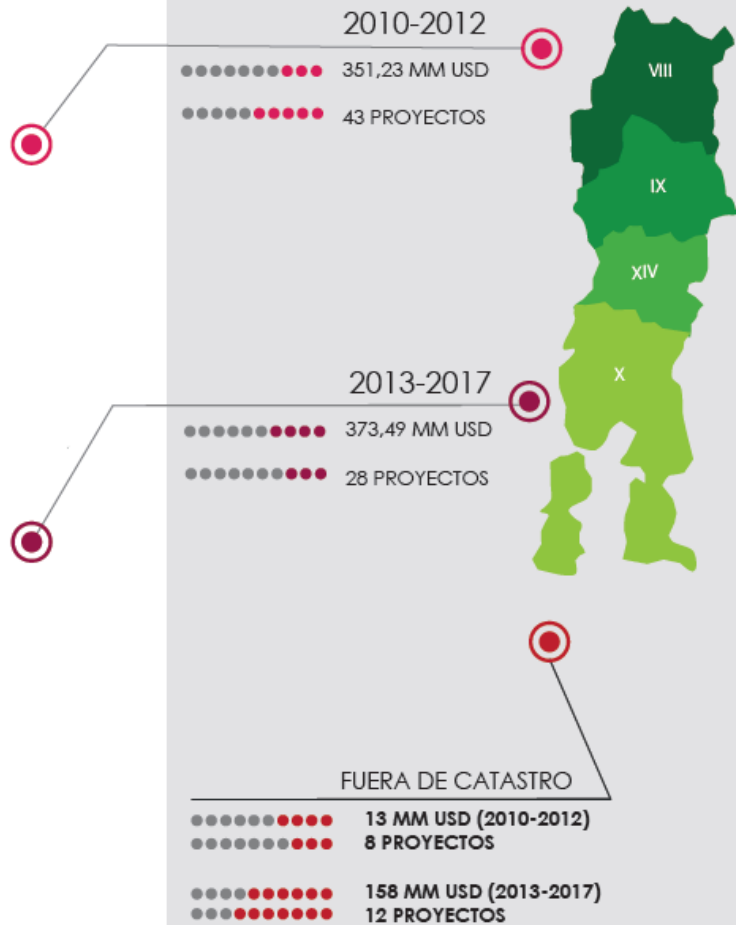 2010-2012
351,23 MM USD
43 PROYECTOS
VIII
IX
XIV
X
2013-2017
373,49 MM USD
28 PROYECTOS
FUERA DE CATASTRO
13 MM USD (2010-2012)
8 PROYECTOS
158 MM USD (2013-2017)
12 PROYECTOS